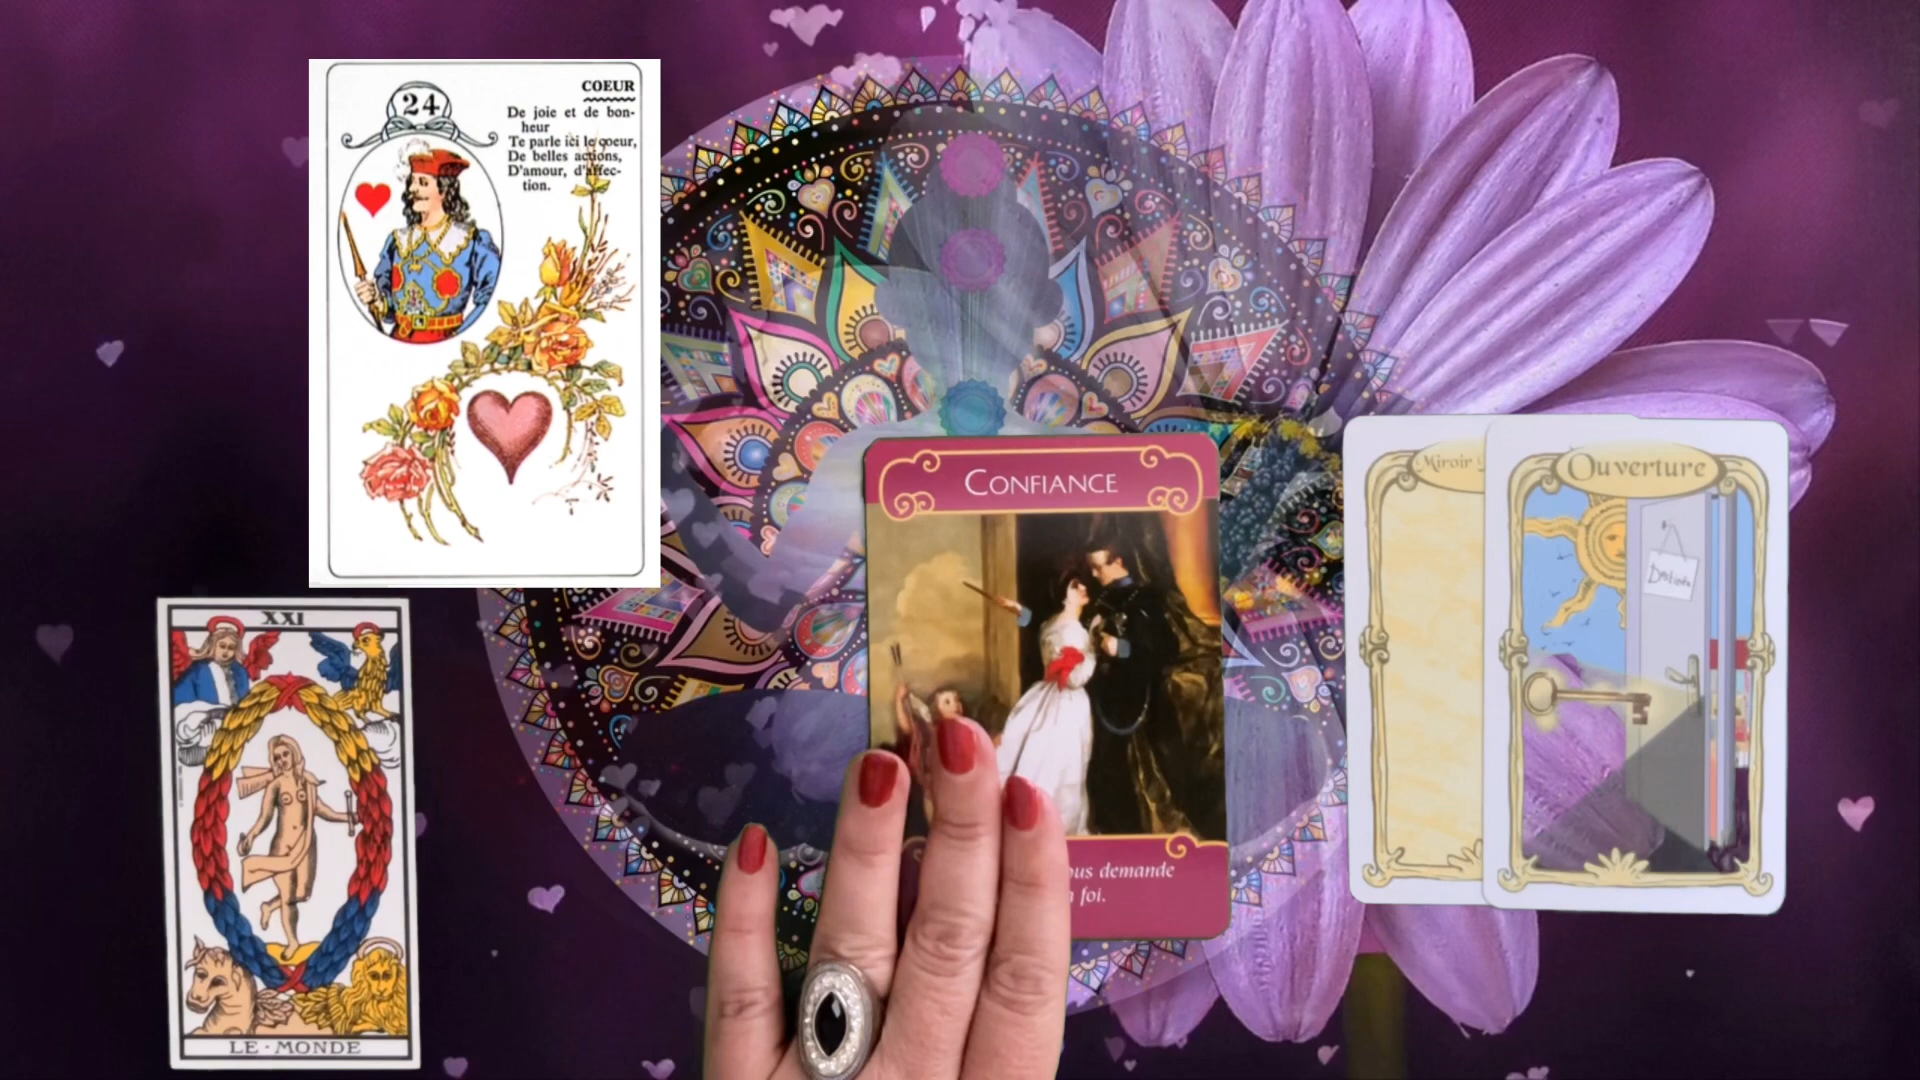 24
COEUR
De joie et de bon-
heur
Te parle ici le coeur,
De belles actions,
D'amour, d'affec-
tion.
XXI
LE·MONDE
CONFIANCE
demande
foi.
Miroir
Ouverture